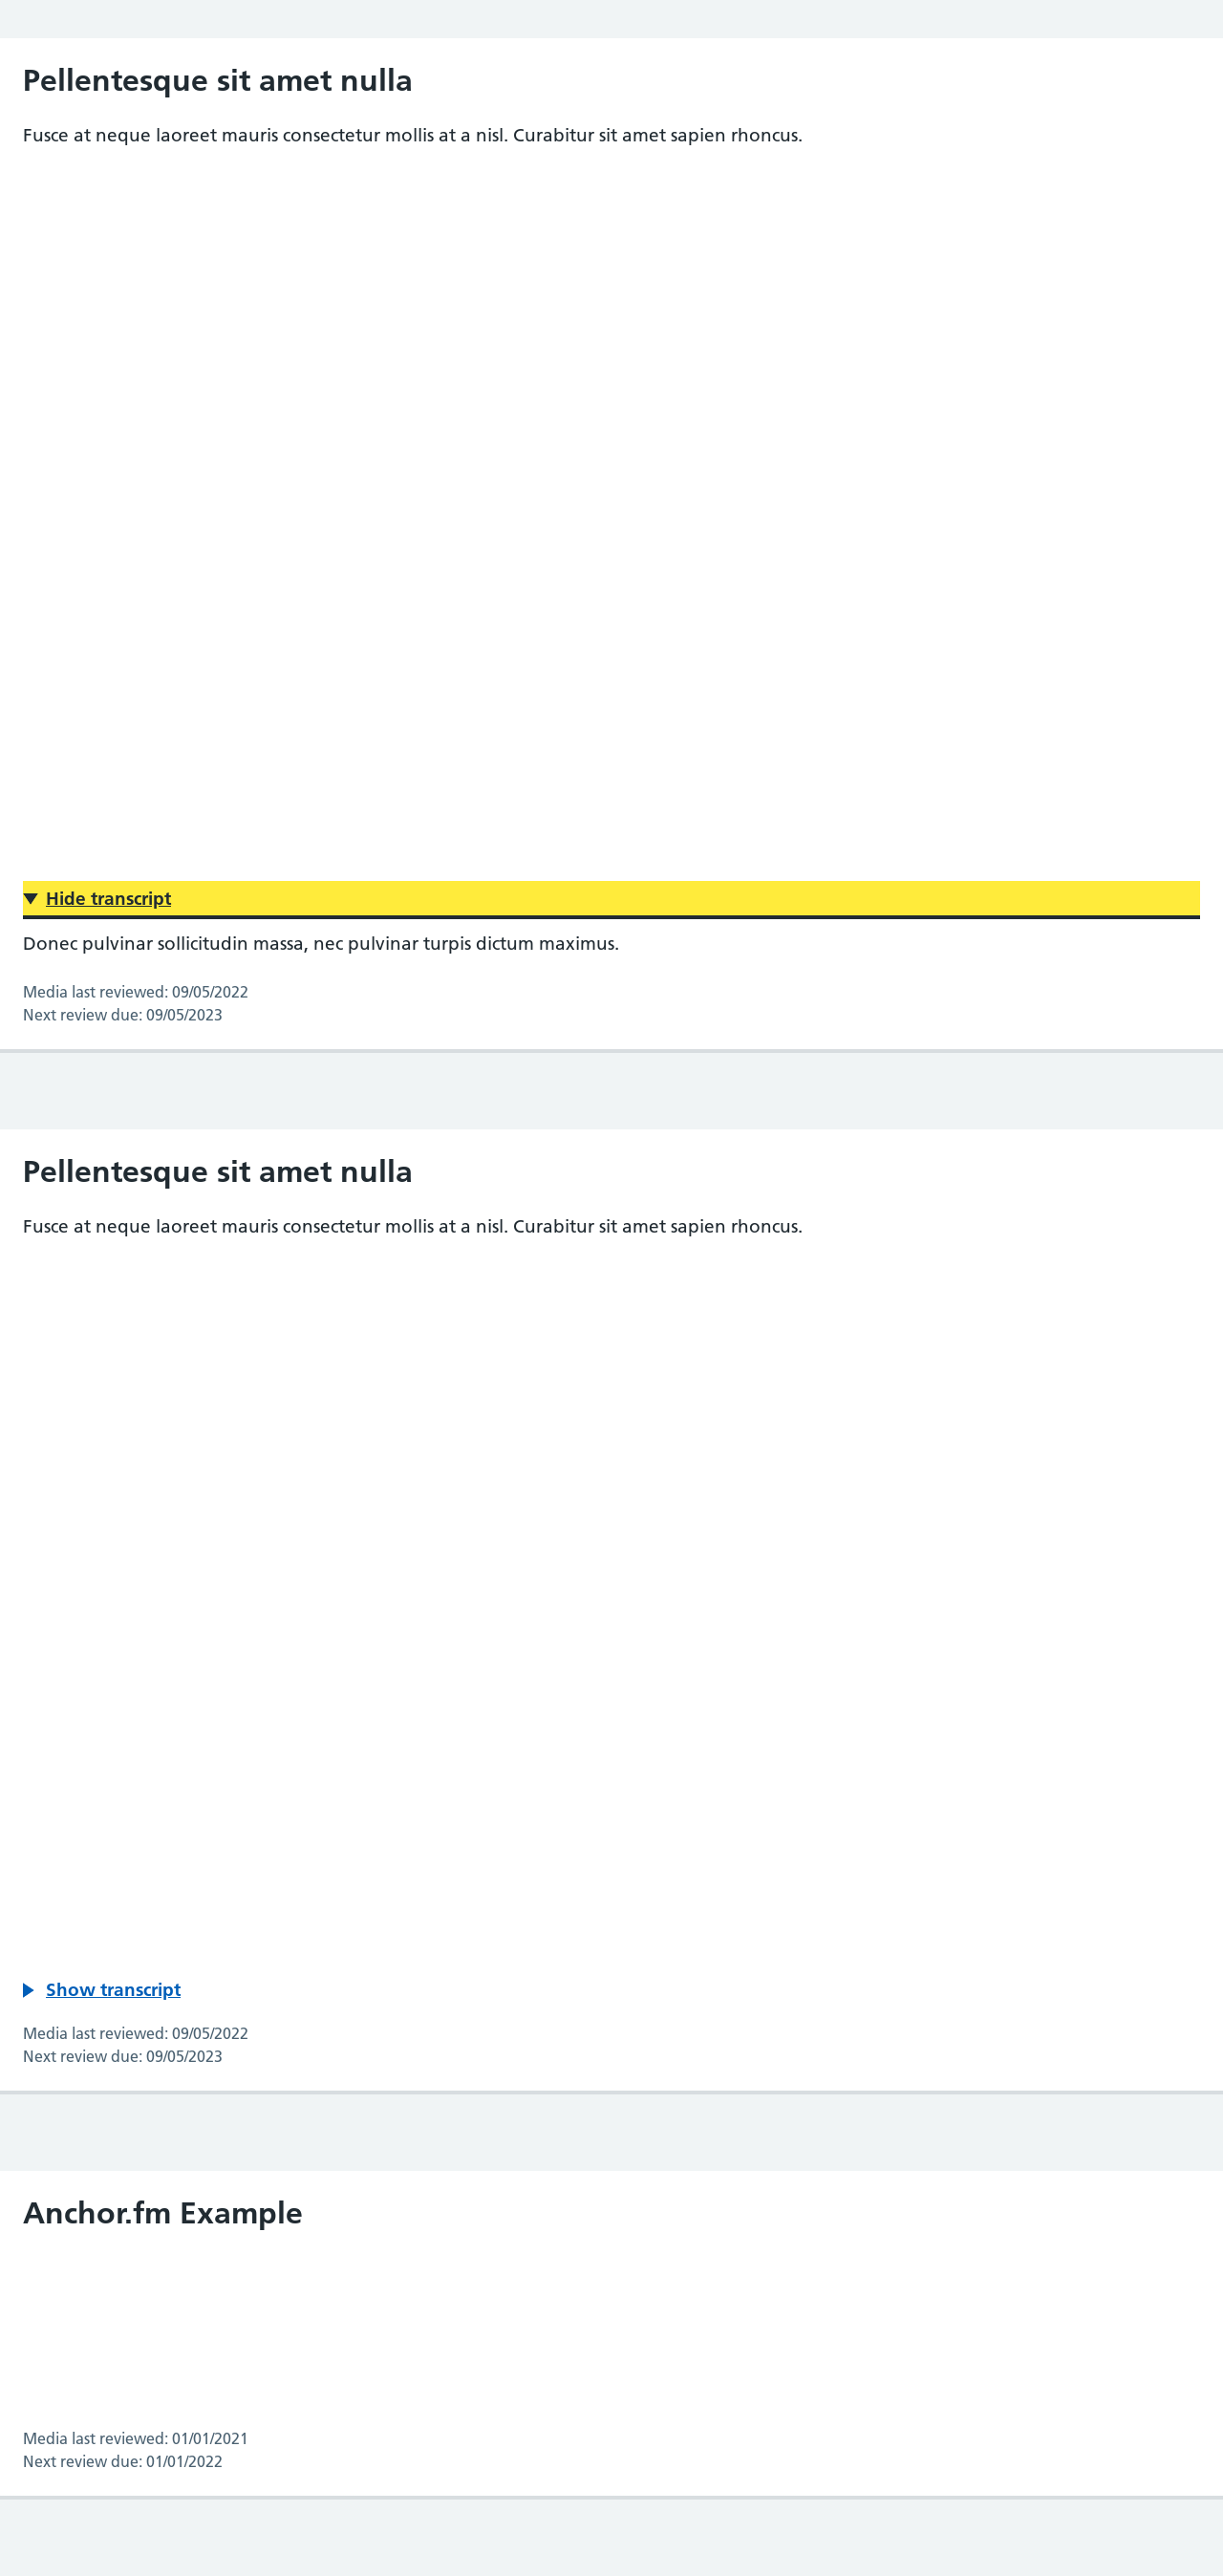 Pellentesque sit amet nulla
Fusce at neque laoreet mauris consectetur mollis at a nisl. Curabitur sit amet sapien rhoncus.
Hide transcript
Donec pulvinar sollicitudin massa, nec pulvinar turpis dictum maximus.
Media last reviewed: 09/05/2022
Next review due: 09/05/2023
Pellentesque sit amet nulla
Fusce at neque laoreet mauris consectetur mollis at a nisl. Curabitur sit amet sapien rhoncus.
Show transcript
Media last reviewed: 09/05/2022
Next review due: 09/05/2023
Anchor.fm Example
Media last reviewed: 01/01/2021
Next review due: 01/01/2022